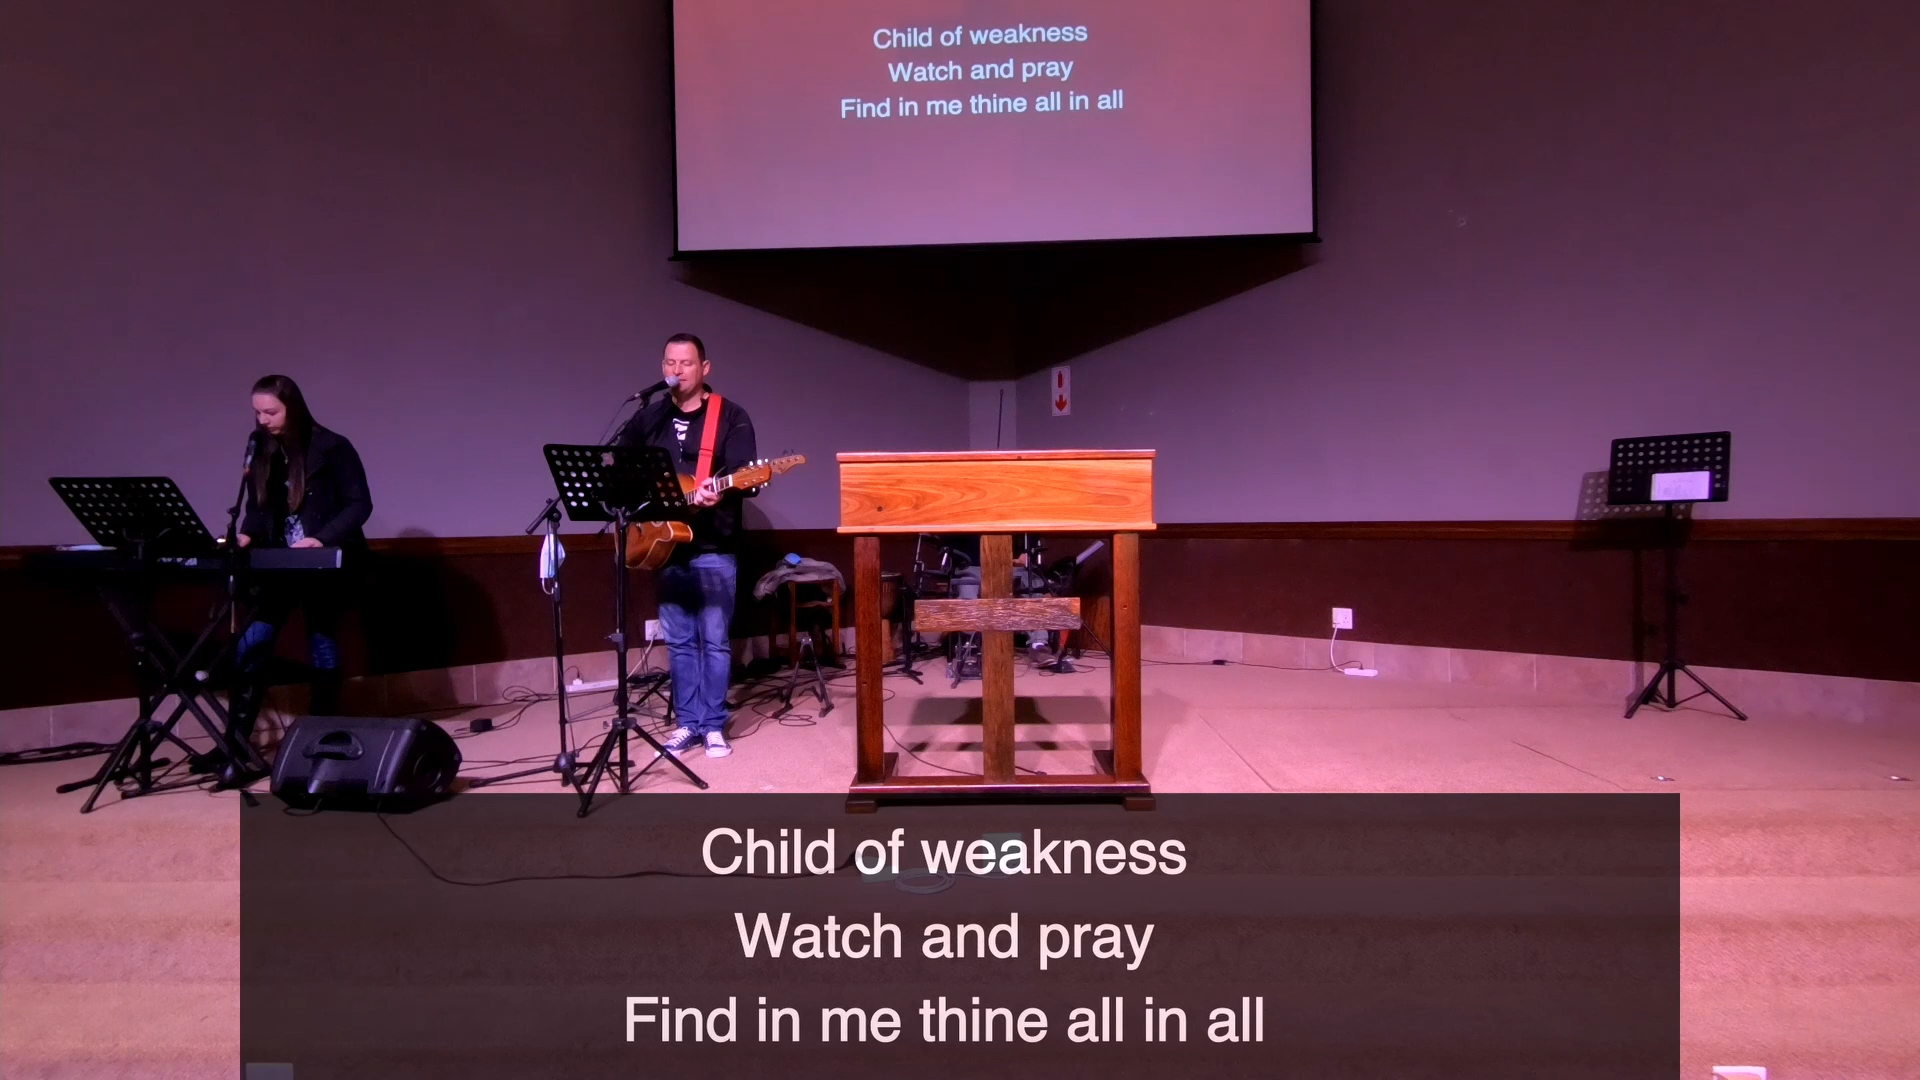 Child of weakness
Watch and pray
Find in me thine all in all
Child of weakness
Watch and pray
Find in me thine all in all